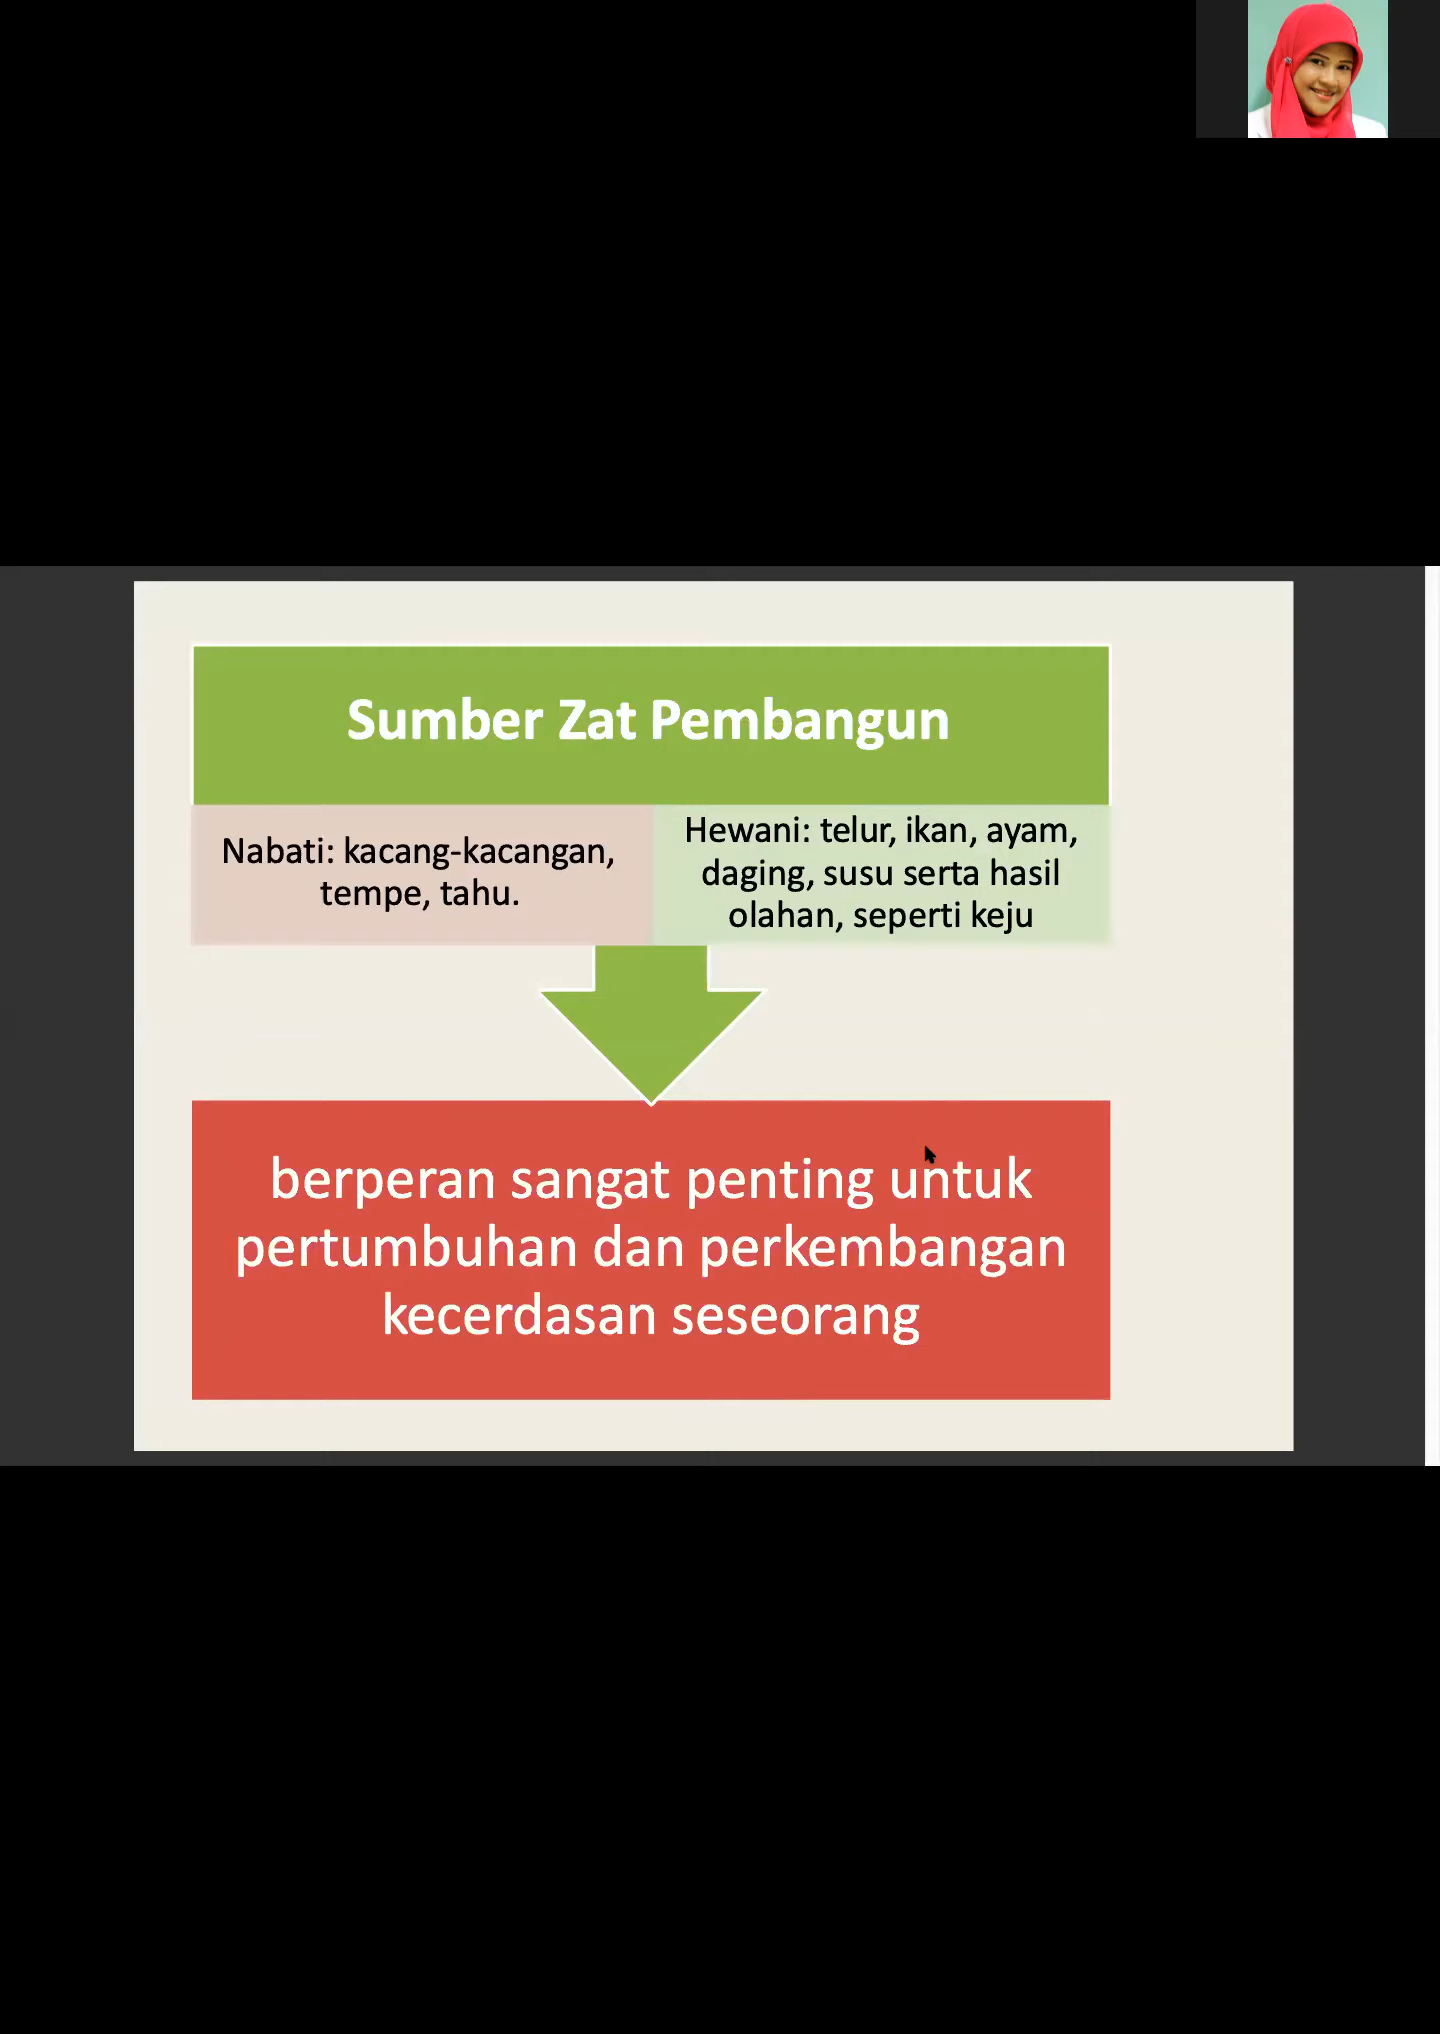 Sumber Zat Pembangun
Nabati: kacang-kacangan,
tempe, tahu.
Hewani: telur, ikan, ayam,
daging, susu serta hasil
olahan, seperti keju
berperan sangat penting untuk
pertumbuhan dan perkembangan
kecerdasan seseorang